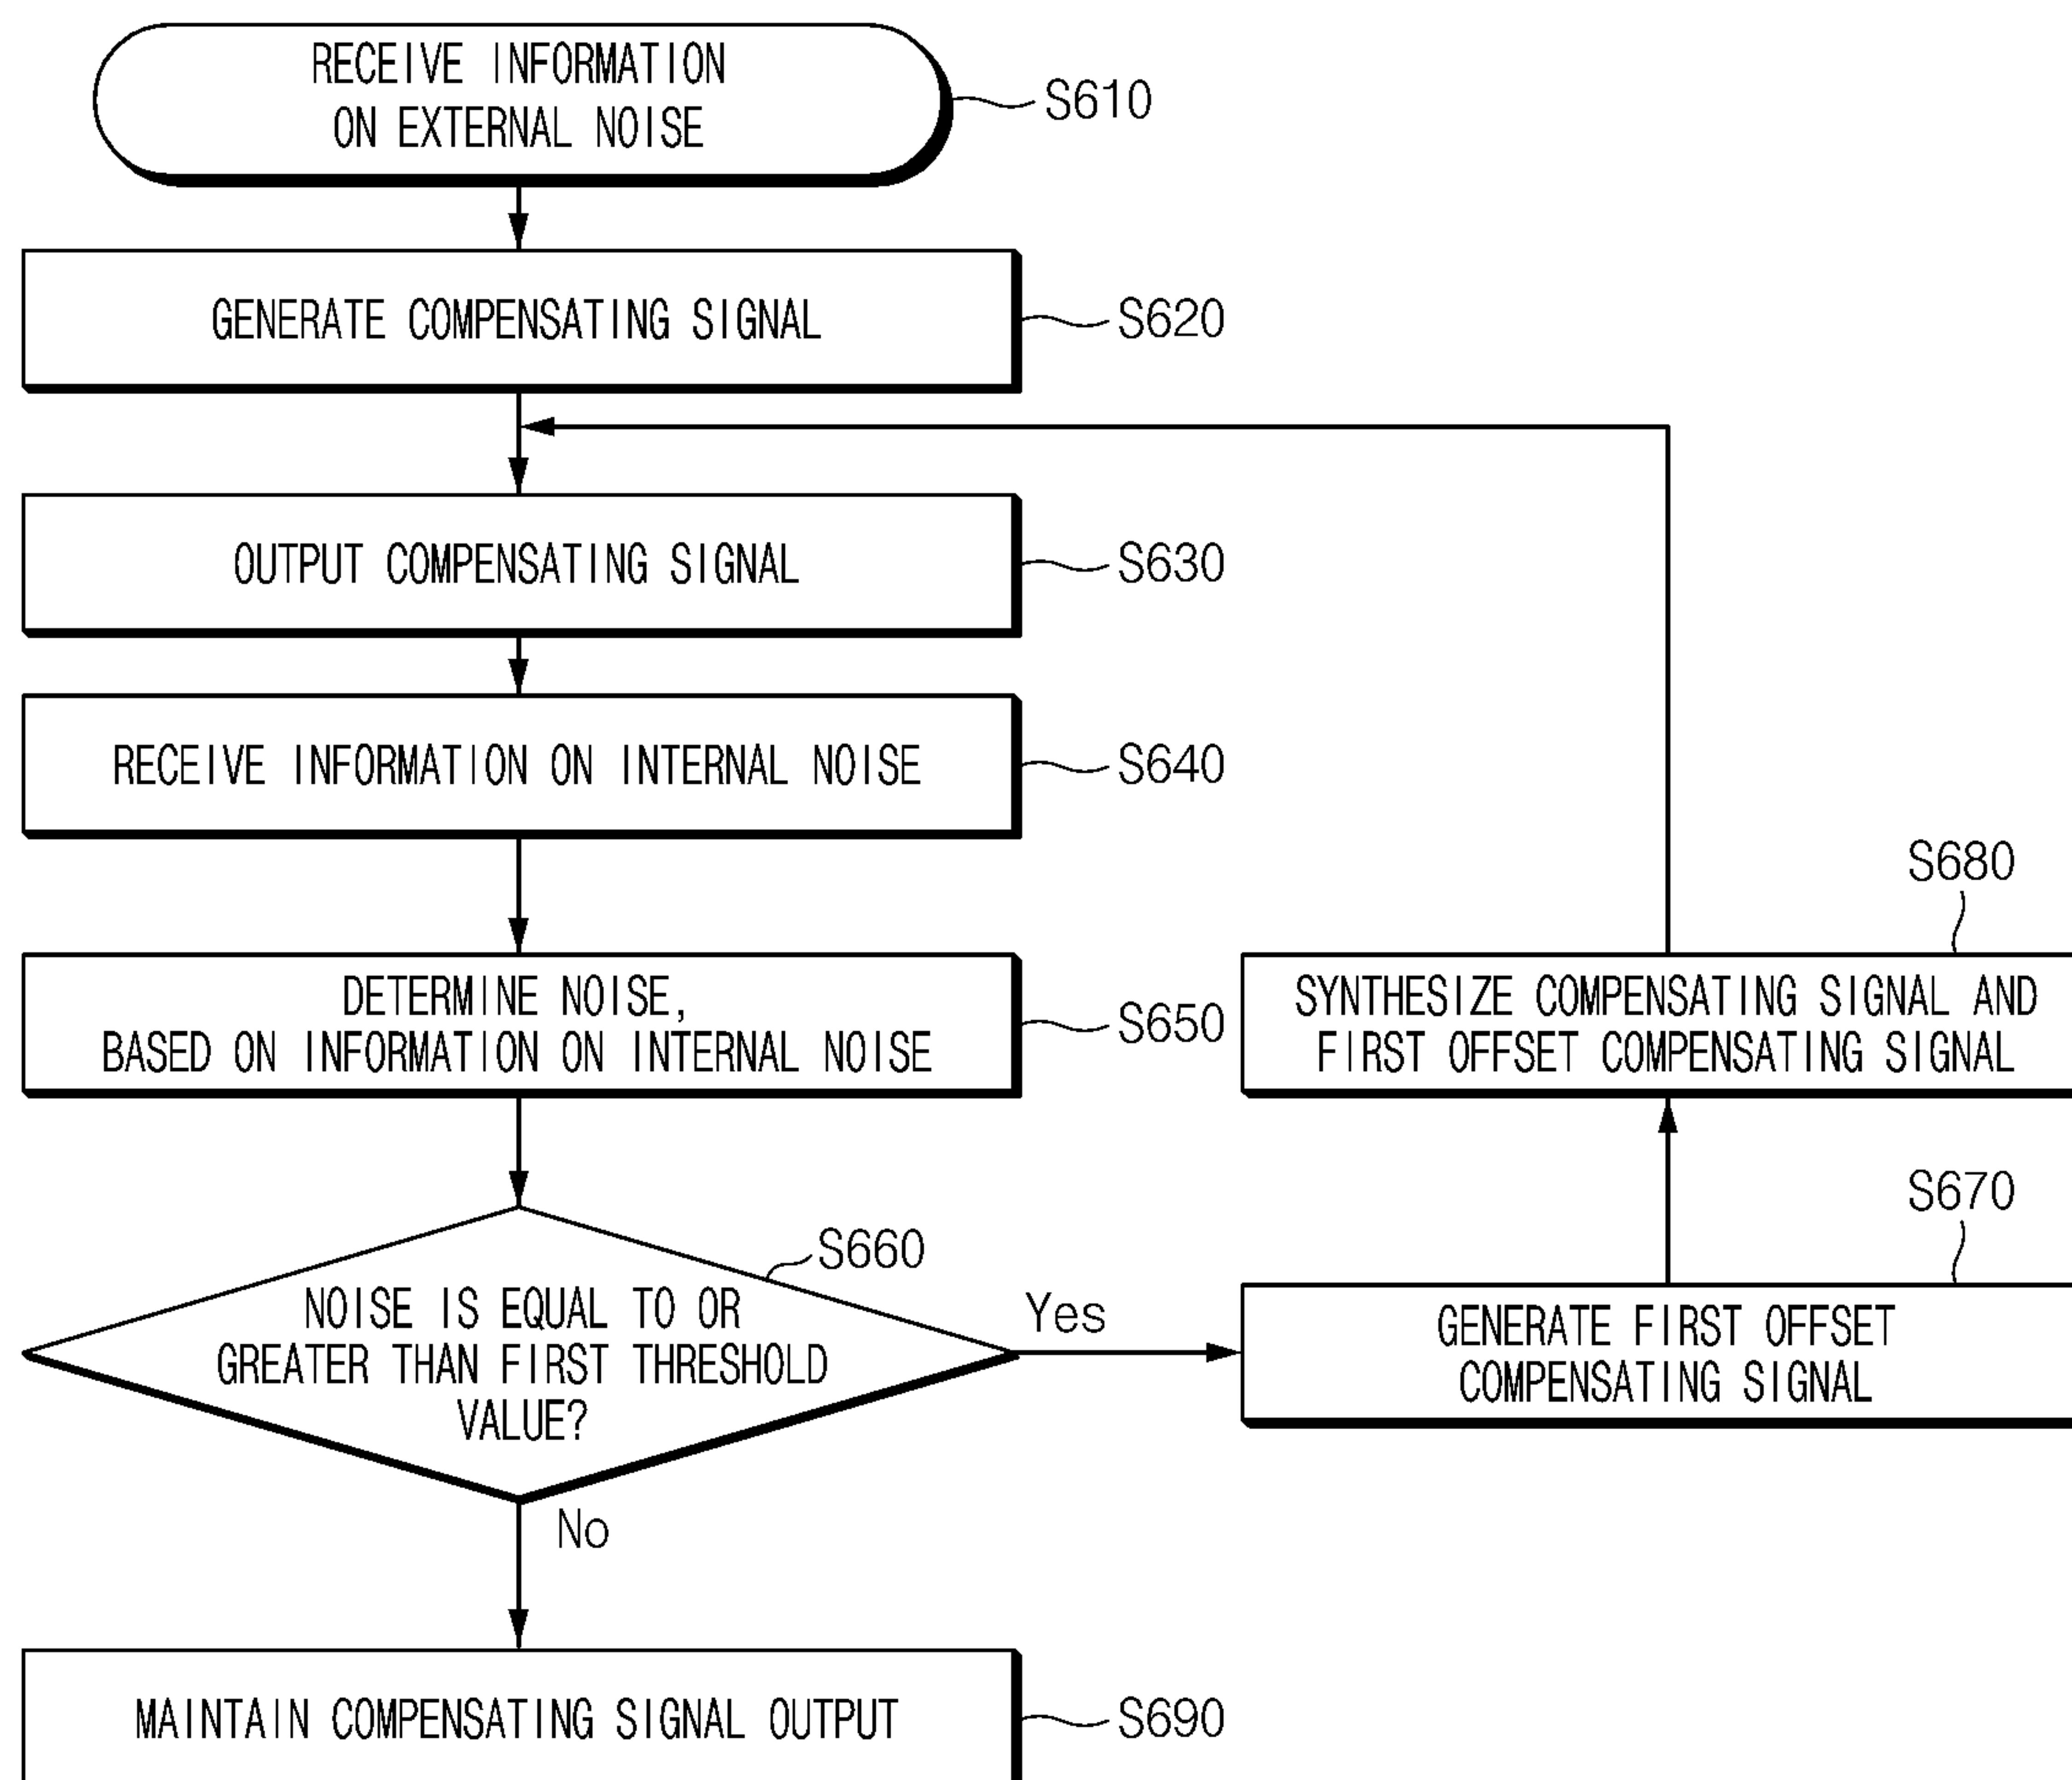 RECEIVE INFORMATION
ON EXTERNAL NOISE
S610
GENERATE COMPENSATING SIGNAL
S620
OUTPUT COMPENSATING SIGNAL
S630
RECEIVE INFORMATION ON INTERNAL NOISE
S640
DETERMINE NOISE,
BASED ON INFORMATION ON INTERNAL NOISE
S650
S680
SYNTHESIZE COMPENSATING SIGNAL AND
FIRST OFFSET COMPENSATING SIGNAL
S660
NOISE IS EQUAL TO OR
GREATER THAN FIRST THRESHOLD
VALUE?
Yes
S670
GENERATE FIRST OFFSET
COMPENSATING SIGNAL
No
MAINTAIN COMPENSATING SIGNAL OUTPUT
S690